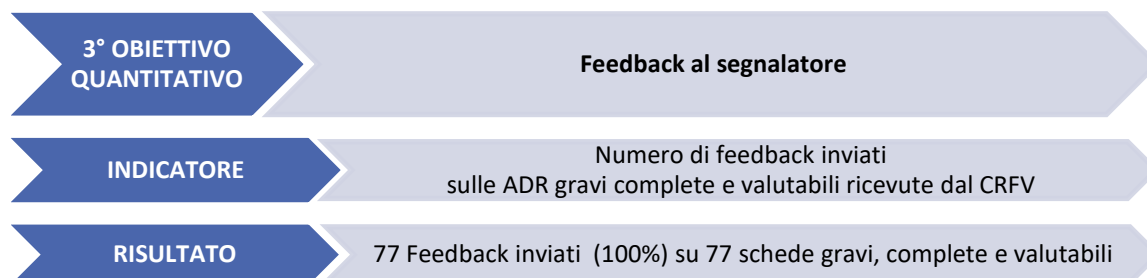 3° OBIETTIVO
QUANTITATIVO
Feedback al segnalatore
INDICATORE
Numero di feedback inviati
sulle ADR gravi complete e valutabili ricevute dal CRFV
RISULTATO
77 Feedback inviati (100%) su 77 schede gravi, complete e valutabili